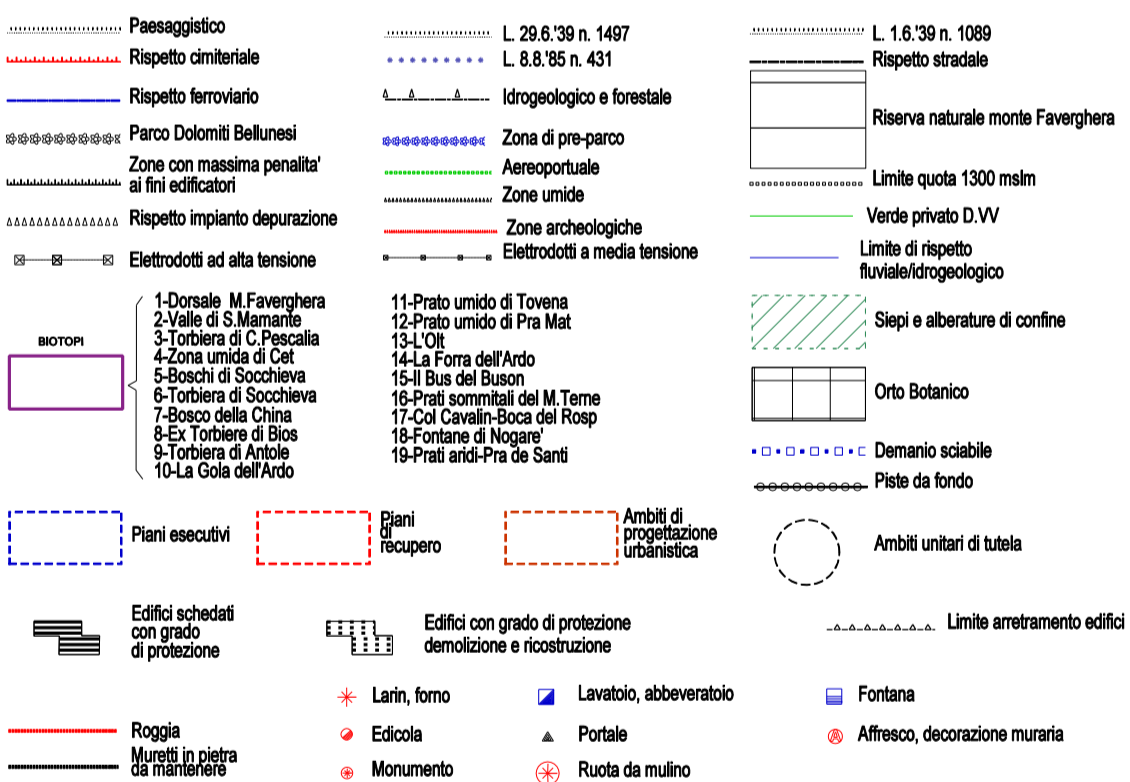 Paesaggistico
L. 29.6.'39 n. 1497
L. 1.6.'39 n. 1089
Rispetto cimiteriale
L. 8.8.'85 n. 431
Rispetto stradale
Rispetto ferroviario
Idrogeologico e forestale
Riserva naturale monte Faverghera
Parco Dolomiti Bellunesi
Zona di pre-parco
Zone con massima penalita'
ai fini edificatori
Aereoportuale
Limite quota 1300 mslm
Zone umide
Rispetto impianto depurazione
Zone archeologiche
Verde privato D.VV
Elettrodotti ad alta tensione
Elettrodotti a media tensione
Limite di rispetto
fluviale/idrogeologico
BIOTOPI
1-Dorsale M.Faverghera
2-Valle di S.Mamante
3-Torbiera di C.Pescalia
4-Zona umida di Cet
5-Boschi di Socchieva
6-Torbiera di Socchieva
7-Bosco della China
8-Ex Torbiere di Bios
9-Torbiera di Antole
10-La Gola dell'Ardo
11-Prato umido di Tovena
12-Prato umido di Pra Mat
13-L'Olt
14-La Forra dell'Ardo
15-Il Bus del Buson
16-Prati sommitali del M.Terne
17-Col Cavalin-Boca del Rosp
18-Fontane di Nogare'
19-Prati aridi-Pra de Santi
Siepi e alberature di confine
Orto Botanico
Demanio sciabile
Piste da fondo
Piani esecutivi
Piani
di
recupero
Ambiti di
progettazione
urbanistica
Ambiti unitari di tutela
Edifici schedati
con grado
di protezione
Edifici con grado di protezione
demolizione e ricostruzione
Limite arretramento edifici
Larin, forno
Lavatoio, abbeveratoio
Fontana
Roggia
Edicola
Portale
Affresco, decorazione muraria
Muretti in pietra
da mantenere
Monumento
Ruota da mulino